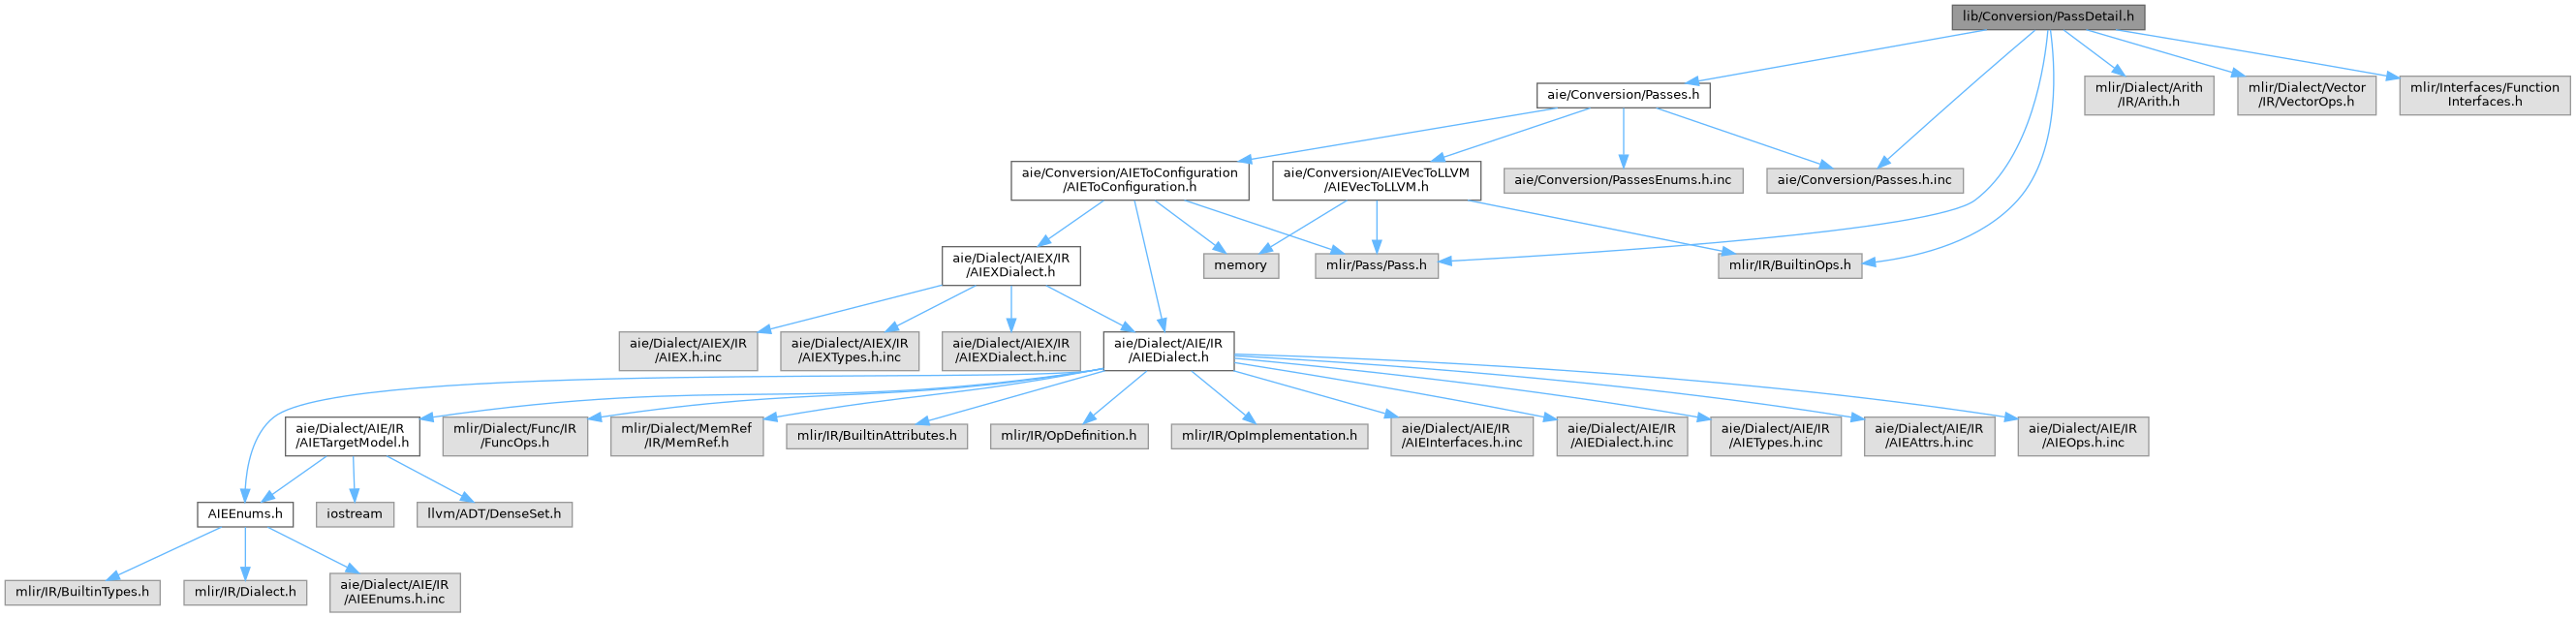 lib/Conversion/PassDetail.h
aie/Conversion/Passes.h
mlir/Dialect/Arith
/IR/Arith.h
mlir/Dialect/Vector
/IR/VectorOps.h
mlir/Interfaces/Function
Interfaces.h
aie/Conversion/AIEToConfiguration
/AIEToConfiguration.h
aie/Conversion/AIEVecToLLVM
/AIEVecToLLVM.h
aie/Conversion/PassesEnums.h.inc
aie/Conversion/Passes.h.inc
aie/Dialect/AIEX/IR
/AIEXDialect.h
memory
mlir/Pass/Pass.h
mlir/IR/BuiltinOps.h
aie/Dialect/AIEX/IR
/AIEX.h.inc
aie/Dialect/AIEX/IR
/AIEXTypes.h.inc
aie/Dialect/AIEX/IR
/AIEXDialect.h.inc
aie/Dialect/AIE/IR
/AIEDialect.h
aie/Dialect/AIE/IR
/AIETargetModel.h
mlir/Dialect/Func/IR
/FuncOps.h
mlir/Dialect/MemRef
/IR/MemRef.h
mlir/IR/BuiltinAttributes.h
mlir/IR/OpDefinition.h
mlir/IR/OpImplementation.h
aie/Dialect/AIE/IR
/AIEInterfaces.h.inc
aie/Dialect/AIE/IR
/AIEDialect.h.inc
aie/Dialect/AIE/IR
/AIETypes.h.inc
aie/Dialect/AIE/IR
/AIEAttrs.h.inc
aie/Dialect/AIE/IR
/AIEOps.h.inc
AIEEnums.h
iostream
llvm/ADT/DenseSet.h
mlir/IR/BuiltinTypes.h
mlir/IR/Dialect.h
aie/Dialect/AIE/IR
/AIEEnums.h.inc